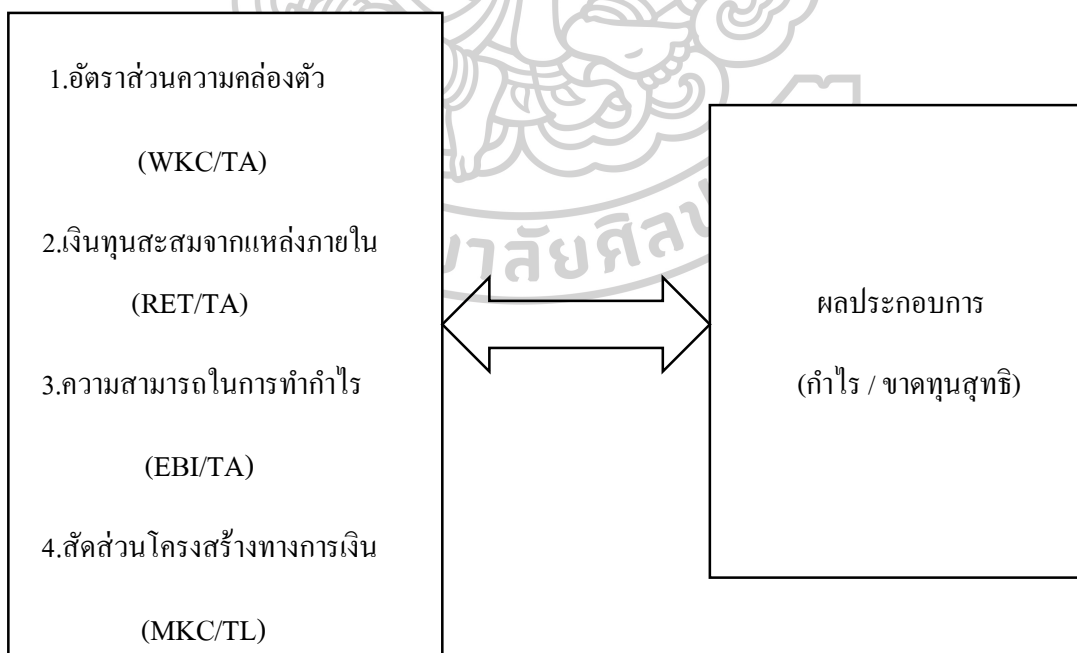 1.อัตราส่วนความคล่องตัว
(WKC/TA)
2.เงินทุนสะสมจากแหล่งภายใน
(RET/TA)
3.ความสามารถในการทำกำไร
(EBI/TA)
4.สัดส่วนโครงสร้างทางการเงิน
(MKC/TL)
ผลประกอบการ
(กำไร / ขาดทุนสุทธิ)